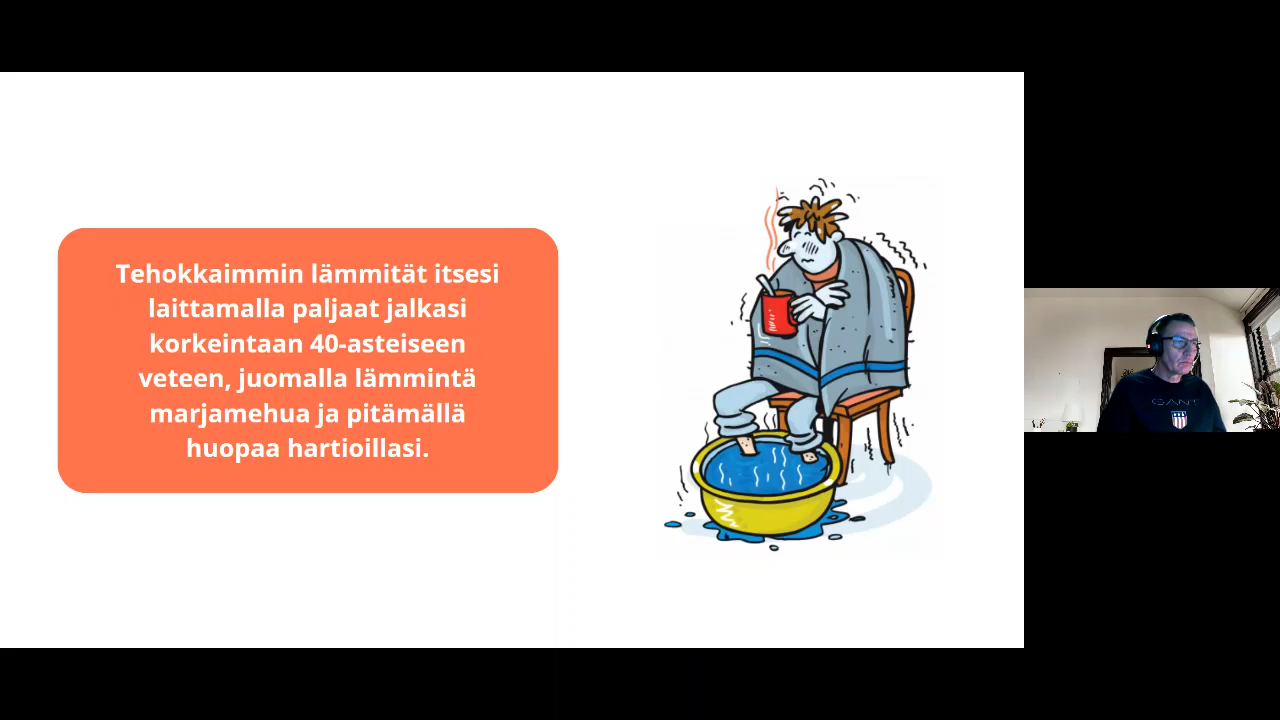 Tehokkaimmin lämmität itsesi
laittamalla paljaat jalkasi
korkeintaan 40-asteiseen
veteen, juomalla lämmintä
marjamehua ja pitämällä
huopaa hartioillasi.
GANT